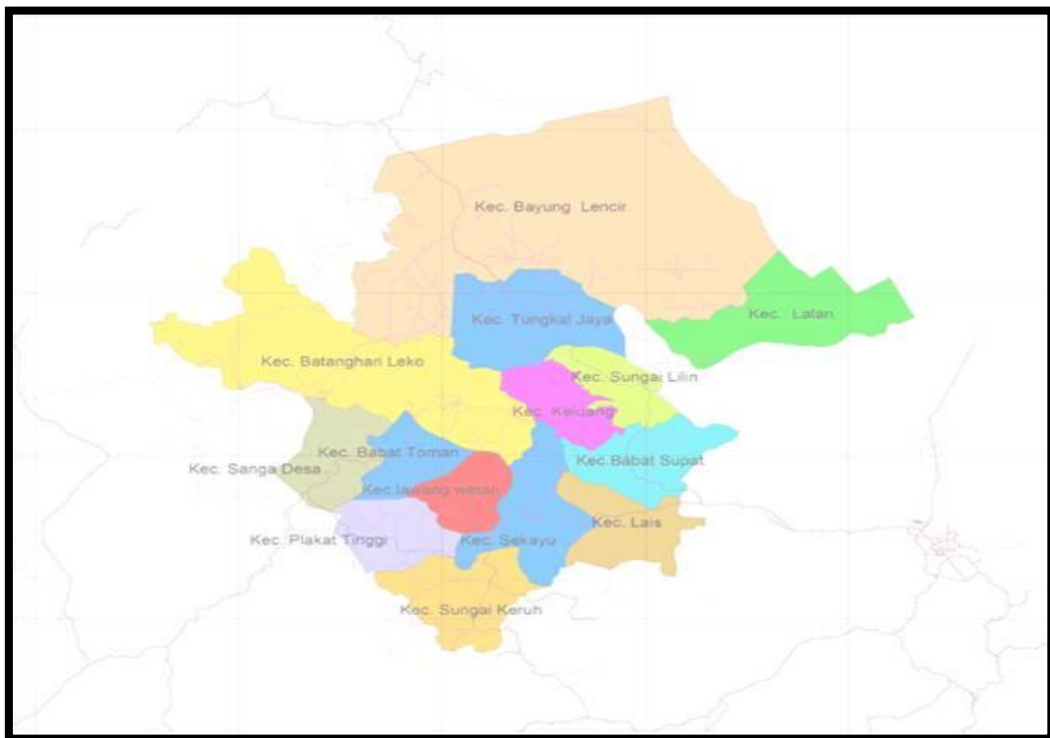 Kec. Bayung Lencir
Kec. Lalan
Kec. Tungkal Jaya
Kec. Batanghari Leko
Kec. Sungai Lilin
Kec. Keluang
Kec. Babat Toman
Kec.Babat Supat
Kec. Sanga Desa
Kec.lawang wetan
Kec. Lais
Kec. Plakat Tinggi
Kec. Sekayu
Kec. Sungai Keruh